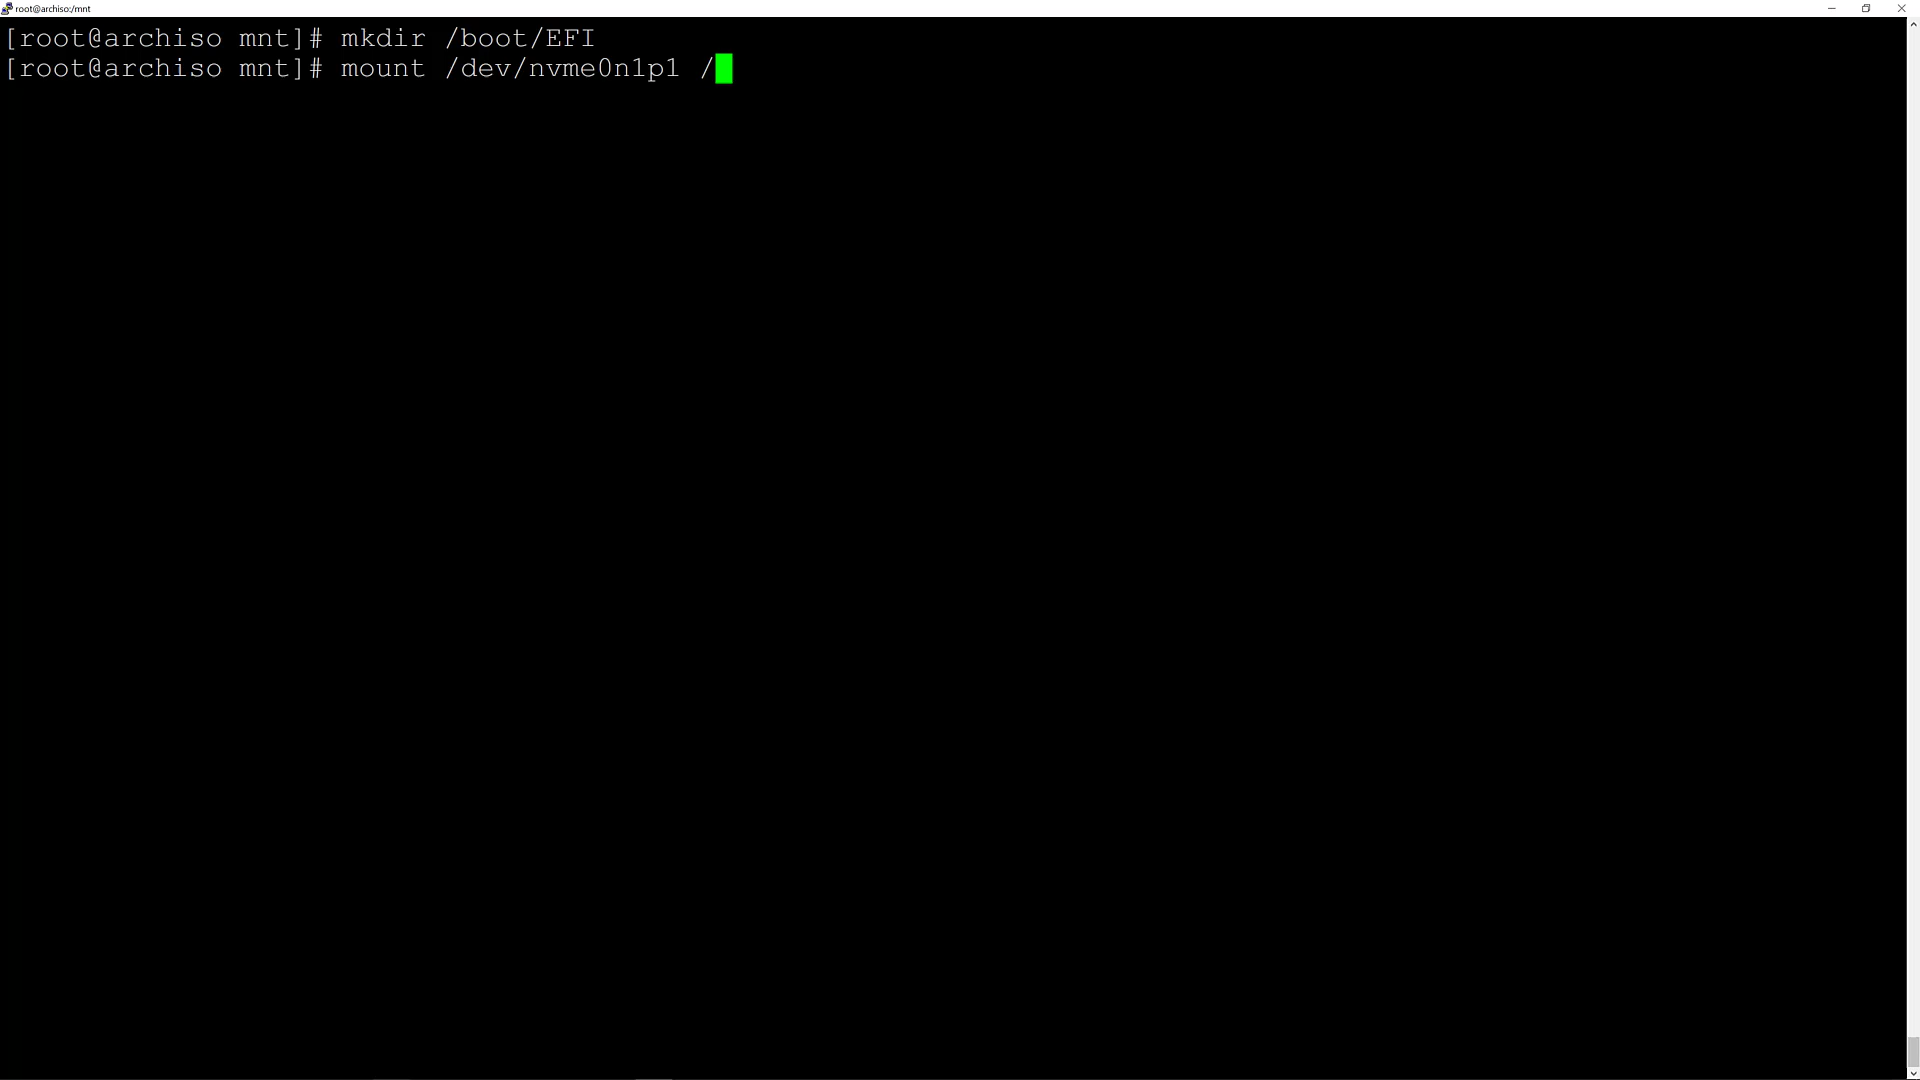 root@archiso:/mnt
[root@archiso mnt]# mkdir /boot/EFI
[root@archiso mnt]# mount /dev/nvme0n1p1 /